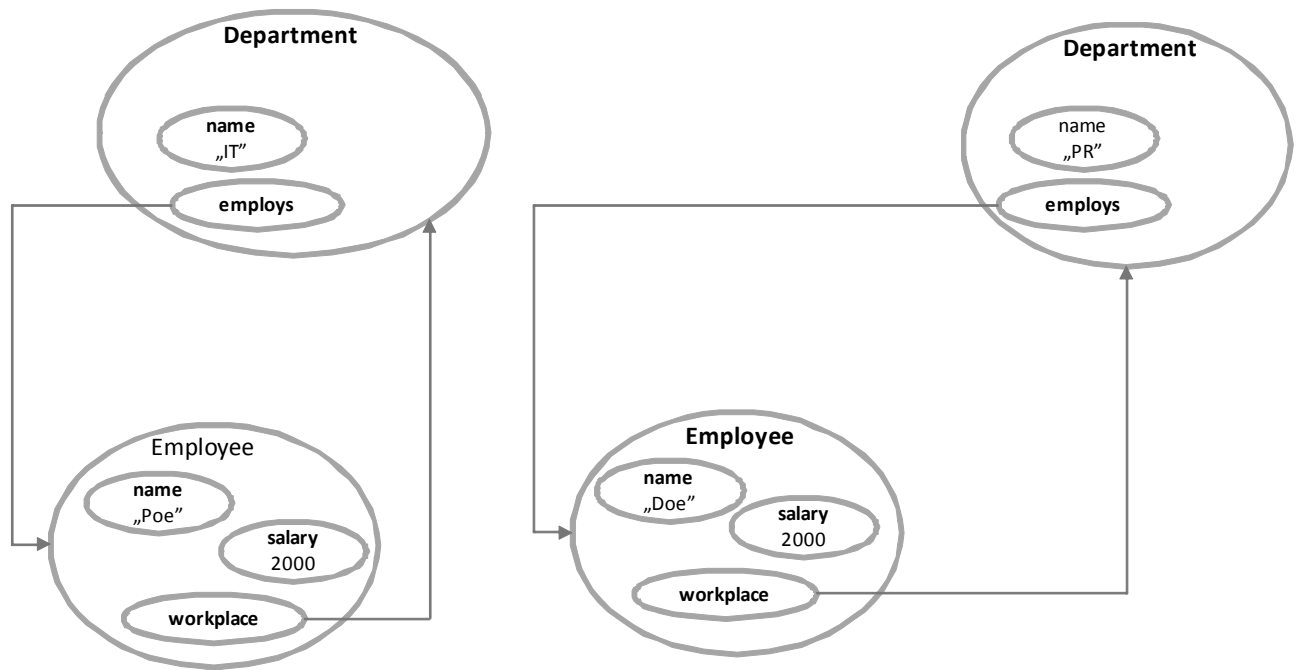 Department
name
„IT”
employs
Department
name
„PR”
employs
Employee
name
„Poe”
salary
2000
workplace
Employee
name
„Doe”
salary
2000
workplace